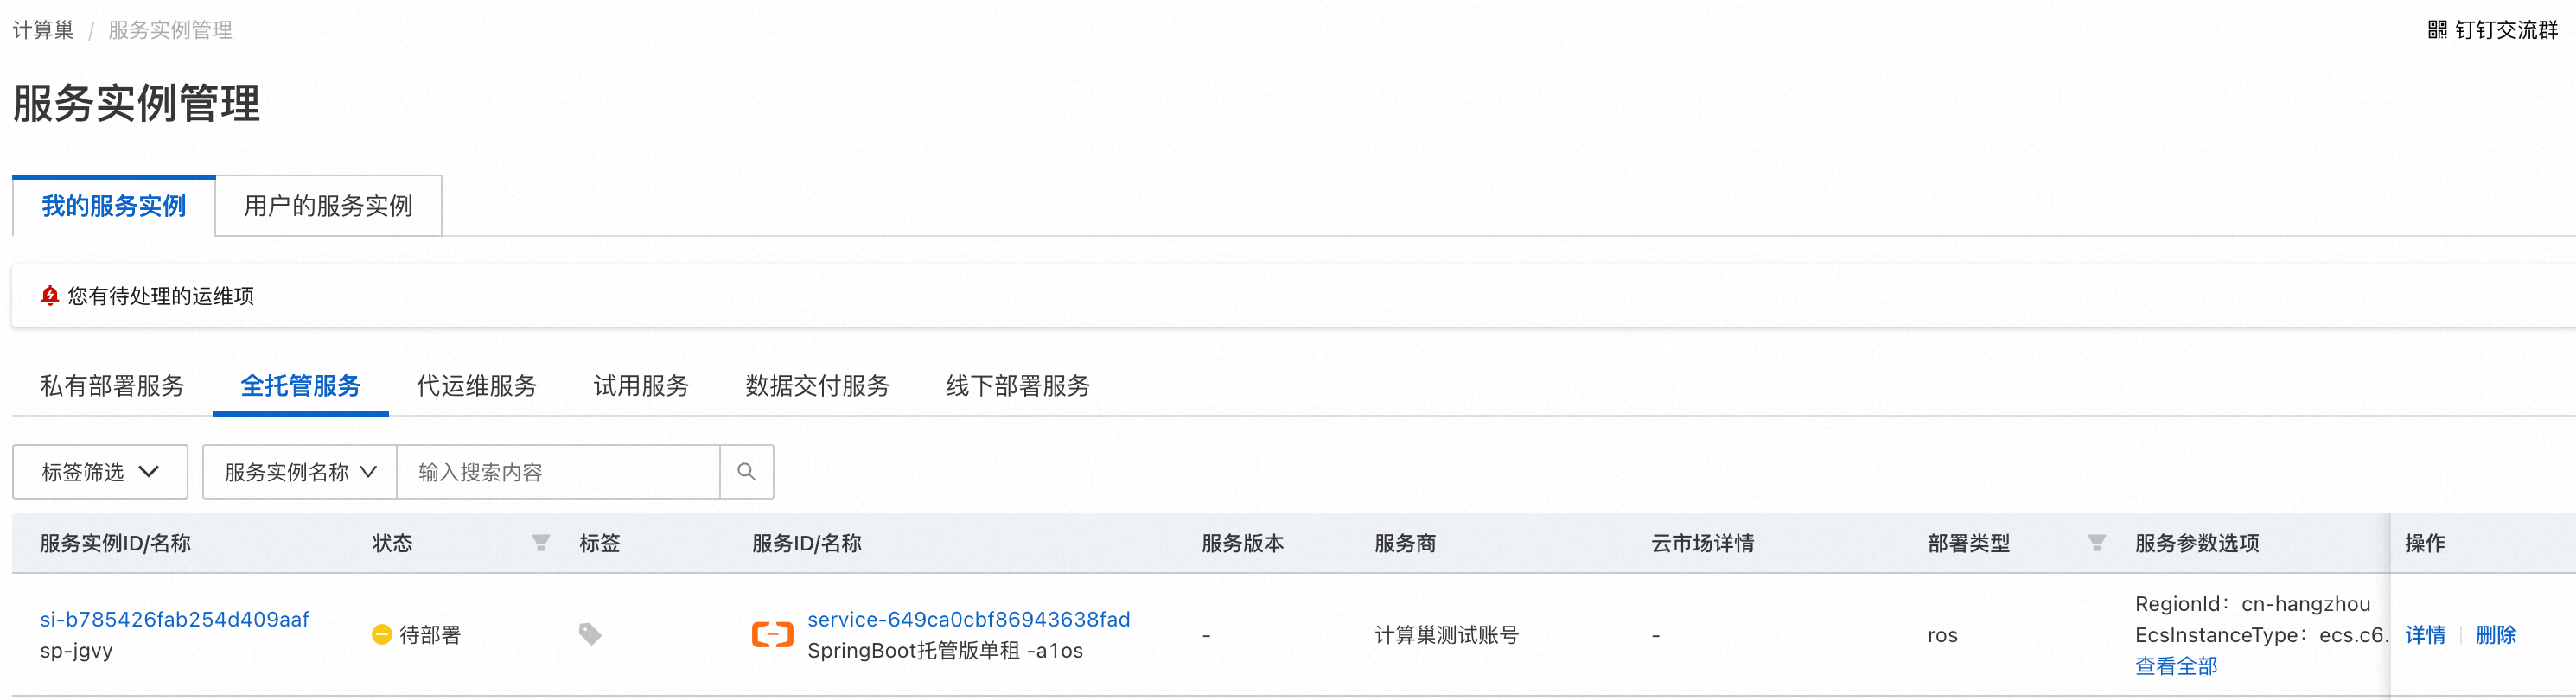 计算巢 / 服务实例管理
钉钉交流群
服务实例管理
我的服务实例 用户的服务实例
您有待处理的运维项
私有部署服务 全托管服务 代运维服务 试用服务 数据交付服务 线下部署服务
标签筛选 服务实例名称 输入搜索内容
服务实例ID/名称 状态 标签 服务ID/名称 服务版本 服务商 云市场详情 部署类型 服务参数选项 操作
si-b785426fab254d409aaf
sp-jgvy
待部署
service-649ca0cbf86943638fad
SpringBoot托管版单租 -a1os
-
计算巢测试账号
-
ros
RegionId：cn-hangzhou
EcsInstanceType：ecs.c6.
查看全部
详情 删除